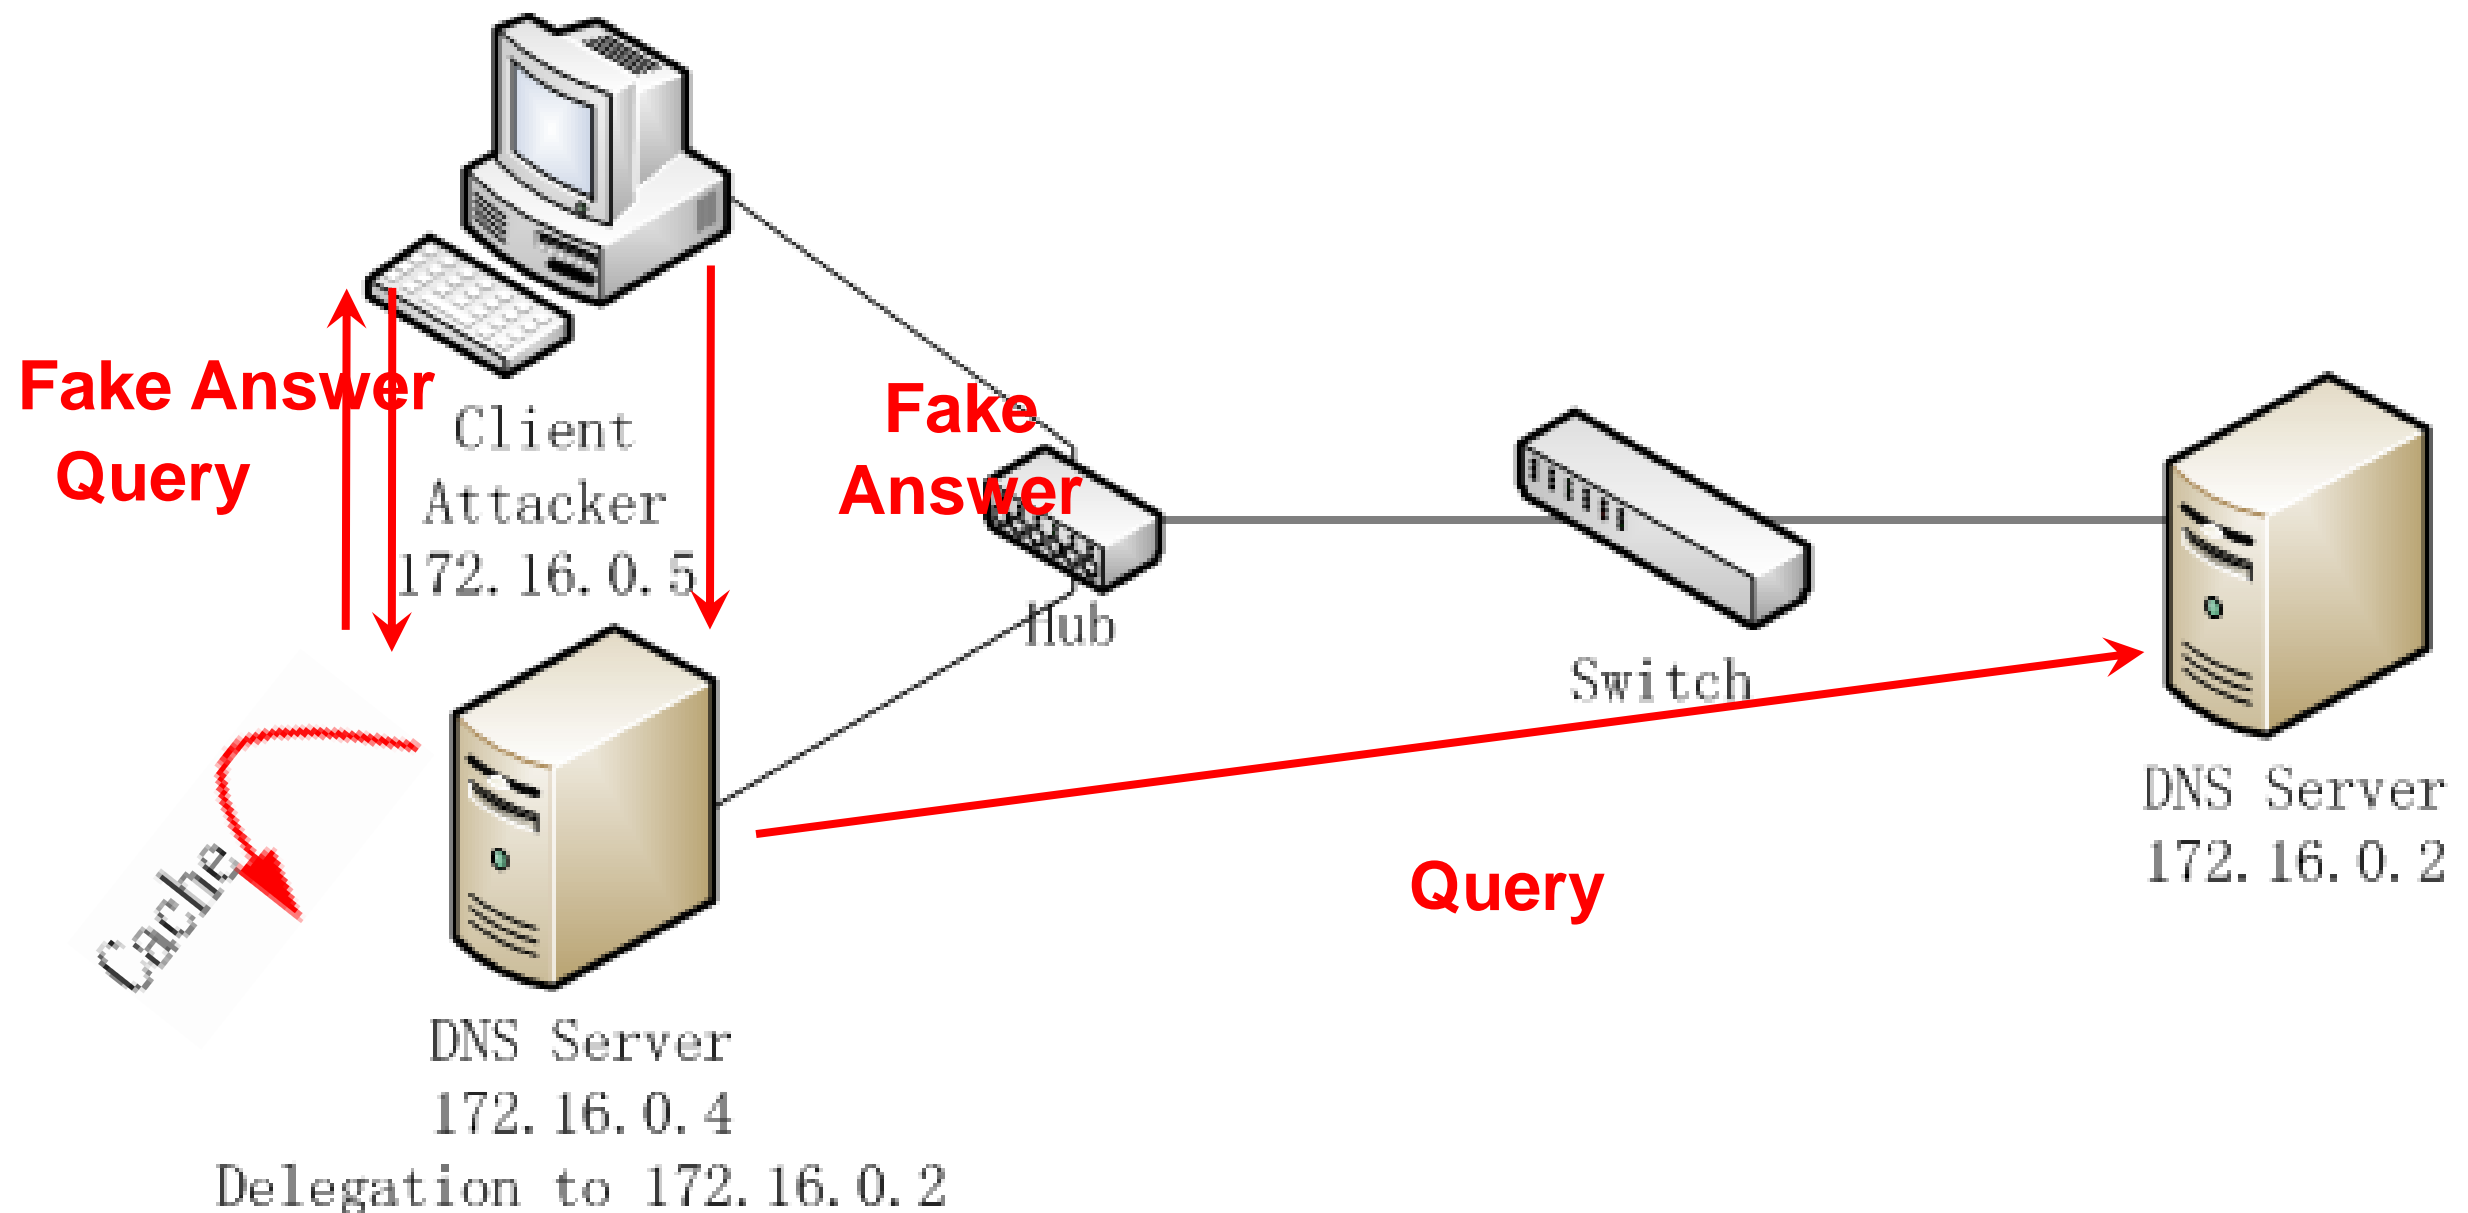 Fake Answer
Query
Client
Attacker
172.16.0.5
Fake
Answer
Hub
Switch
DNS Server
172.16.0.2
Query
Cache
DNS Server
172.16.0.4
Delegation to 172.16.0.2